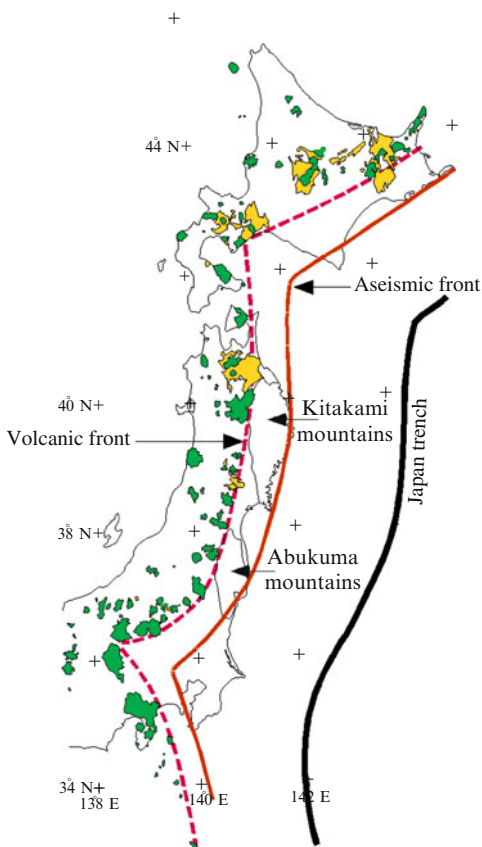 44 N
Aseismic front
40 N
Kitakami
mountains
Volcanic front
Japan trench
38 N
Abukuma
mountains
34 N
138 E
140 E
142 E